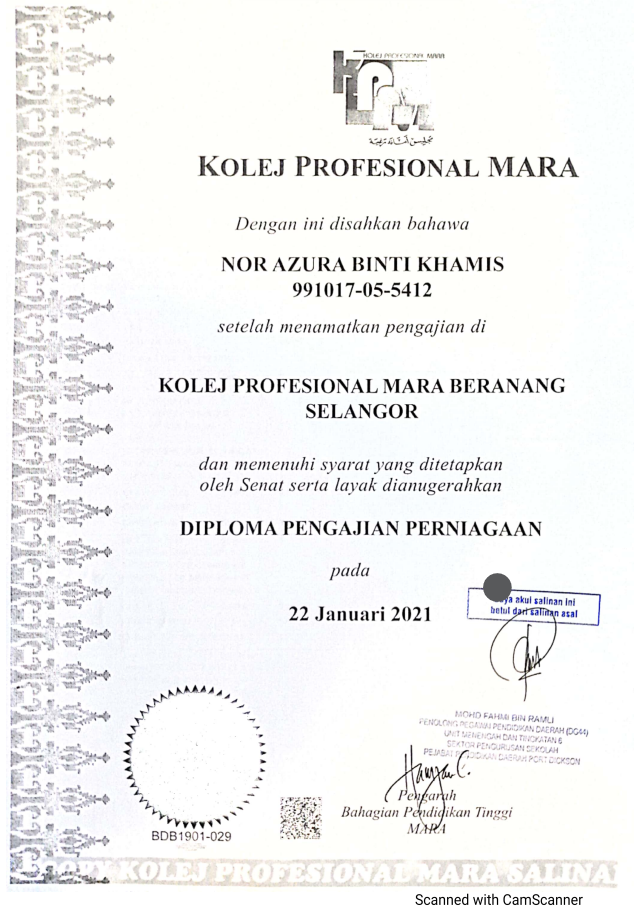 KOLEJ PROFESIONAL MARA
KOLEJ PROFESIONAL MARA
Dengan ini disahkan bahawa
NOR AZURA BINTI KHAMIS
991017-05-5412
setelah menamatkan pengajian di
KOLEJ PROFESIONAL MARA BERANANG
SELANGOR
dan memenuhi syarat yang ditetapkan
oleh Senat serta layak dianugerahkan
DIPLOMA PENGAJIAN PERNIAGAAN
pada
22 Januari 2021
akui salinan ini
betul dari salinan asal
MOHD FAHMI BIN RAMLI
PENOLONG PEGAWAI PENDIDIKAN DAERAH (DG44)
UNIT MENENGAH DAN TINGKATAN 6
SEKTOR PENGURUSAN SEKOLAH
PEJABAT PENDIDIKAN DAERAH PORT DICKSON
Pengarah
Bahagian Pendidikan Tinggi
MARA
BDB1901-029
COPY KOLEJ PROFESIONAL MARA SALINA
Scanned with CamScanner